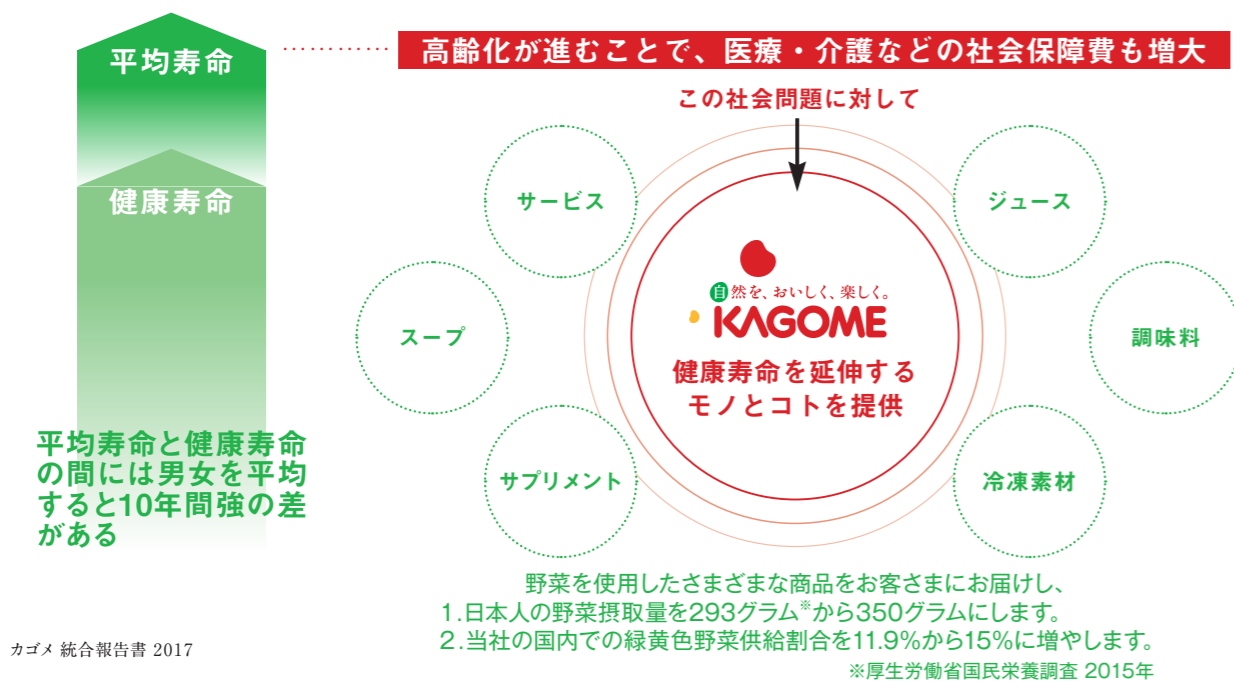 平均寿命
高齢化が進むことで、医療・介護などの社会保障費も増大
この社会問題に対して
健康寿命
サービス
ジュース
スープ
自然を、おいしく、楽しく。
KAGOME
健康寿命を延伸する
モノとコトを提供
調味料
サプリメント
冷凍素材
平均寿命と健康寿命
の間には男女を平均
すると10年間強の差
がある
野菜を使用したさまざまな商品をお客さまにお届けし、
1.日本人の野菜摂取量を293グラム※から350グラムにします。
2.当社の国内での緑黄色野菜供給割合を11.9%から15%に増やします。
※厚生労働省国民栄養調査 2015年
カゴメ 統合報告書 2017